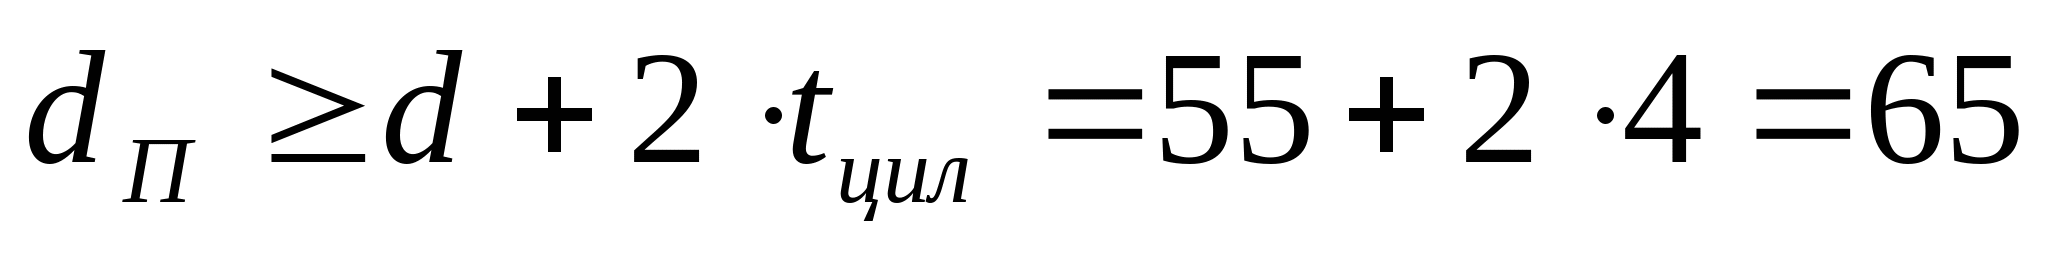 d_П ≥ d + 2 · t_цил = 55 + 2 · 4 = 65